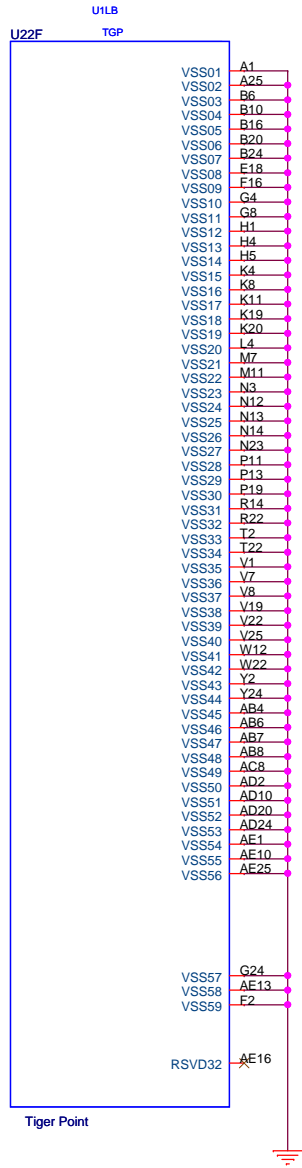 U1LB
U22F TGP
VSS01 A1
VSS02 A25
VSS03 B6
VSS04 B10
VSS05 B16
VSS06 B20
VSS07 B24
VSS08 E18
VSS09 F16
VSS10 G4
VSS11 G8
VSS12 H1
VSS13 H4
VSS14 H5
VSS15 K4
VSS16 K8
VSS17 K11
VSS18 K19
VSS19 K20
VSS20 L4
VSS21 M7
VSS22 M11
VSS23 N3
VSS24 N12
VSS25 N13
VSS26 N14
VSS27 N23
VSS28 P11
VSS29 P13
VSS30 P19
VSS31 R14
VSS32 R22
VSS33 T2
VSS34 T22
VSS35 V1
VSS36 V7
VSS37 V8
VSS38 V19
VSS39 V22
VSS40 V25
VSS41 W12
VSS42 W22
VSS43 Y2
VSS44 Y24
VSS45 AB4
VSS46 AB6
VSS47 AB7
VSS48 AB8
VSS49 AC8
VSS50 AD2
VSS51 AD10
VSS52 AD20
VSS53 AD24
VSS54 AE1
VSS55 AE10
VSS56 AE25
VSS57 G24
VSS58 AE13
VSS59 F2
RSVD32 AE16
Tiger Point